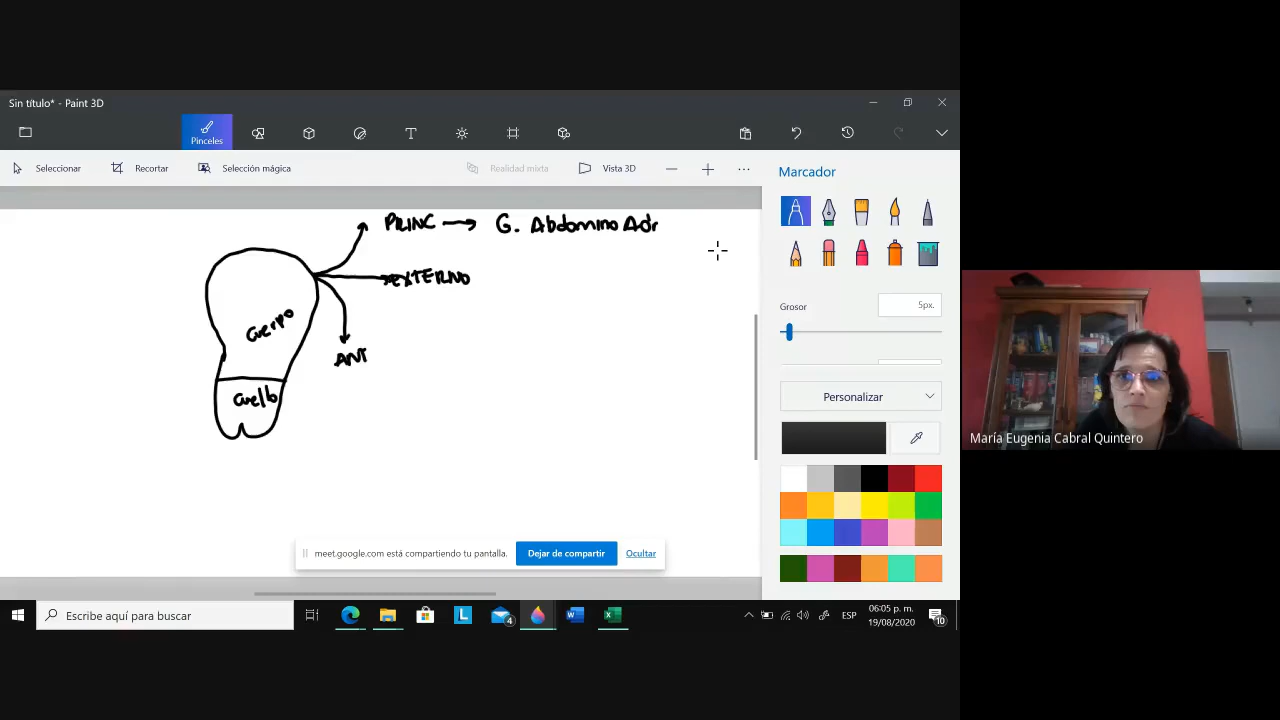 Sin título* - Paint 3D
Pinceles
Seleccionar Recortar Selección mágica Realidad mixta Vista 3D
Marcador
PRINC → G. Abdomino Adr
EXTERNO
ANT
Cuerpo
Cuello
Grosor 5px.
Personalizar
meet.google.com está compartiendo tu pantalla. Dejar de compartir Ocultar
María Eugenia Cabral Quintero
Escribe aquí para buscar
L
4
ESP
06:05 p. m.
19/08/2020
10